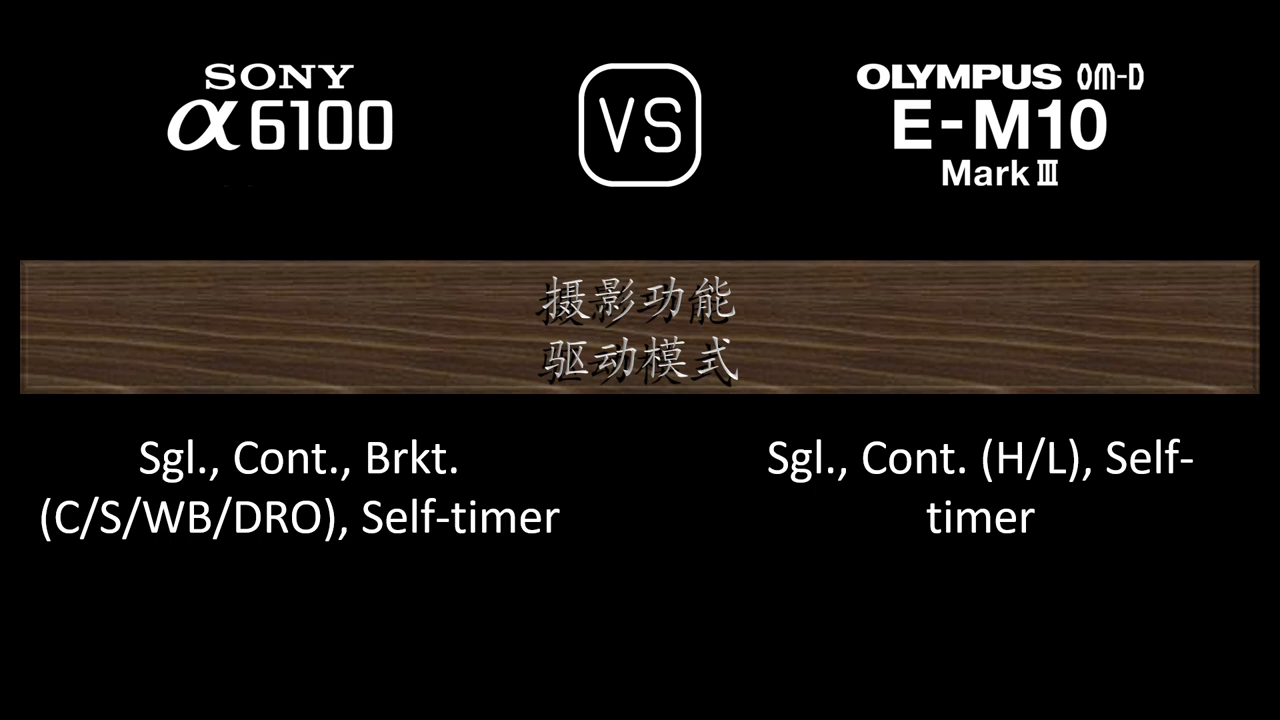 SONY
α6100
VS
OLYMPUS OM-D
E-M10
Mark III
摄影功能
驱动模式
Sgl., Cont., Brkt.
(C/S/WB/DRO), Self-timer
Sgl., Cont. (H/L), Self-
timer